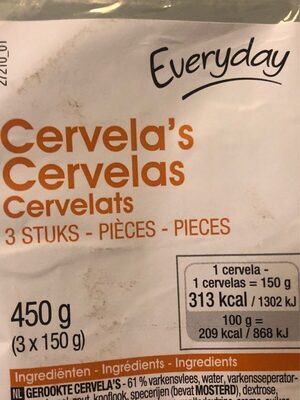 27210_01
Everyday
Cervela's
Cervelas
Cervelats
3 STUKS - PIÈCES - PIECES
1 cervela -
1 cervelas = 150 g
313 kcal / 1302 kJ
100 g =
209 kcal / 868 kJ
450 g
(3 x 150 g)
Ingrediënten - Ingrédients - Ingredients
NL GEROOKTE CERVELA'S - 61 % varkensvlees, water, varkensseperator-
knoflook, specerijen (bevat MOSTERD), dextrose,